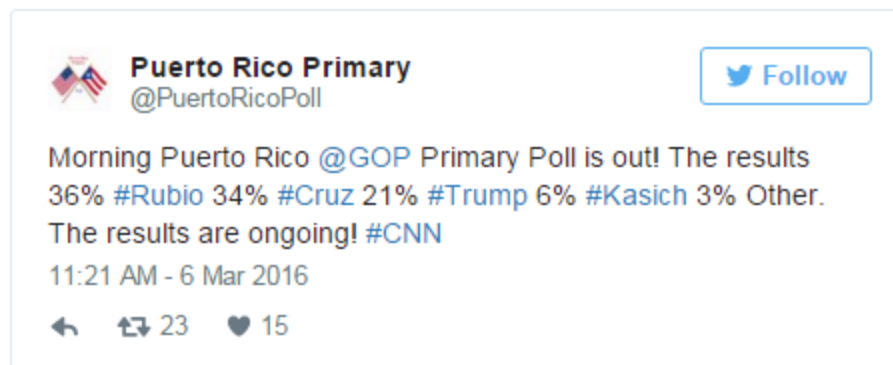 Puerto Rico Primary
@PuertoRicoPoll
Follow
Morning Puerto Rico @GOP Primary Poll is out! The results
36% #Rubio 34% #Cruz 21% #Trump 6% #Kasich 3% Other.
The results are ongoing! #CNN
11:21 AM - 6 Mar 2016
23 15